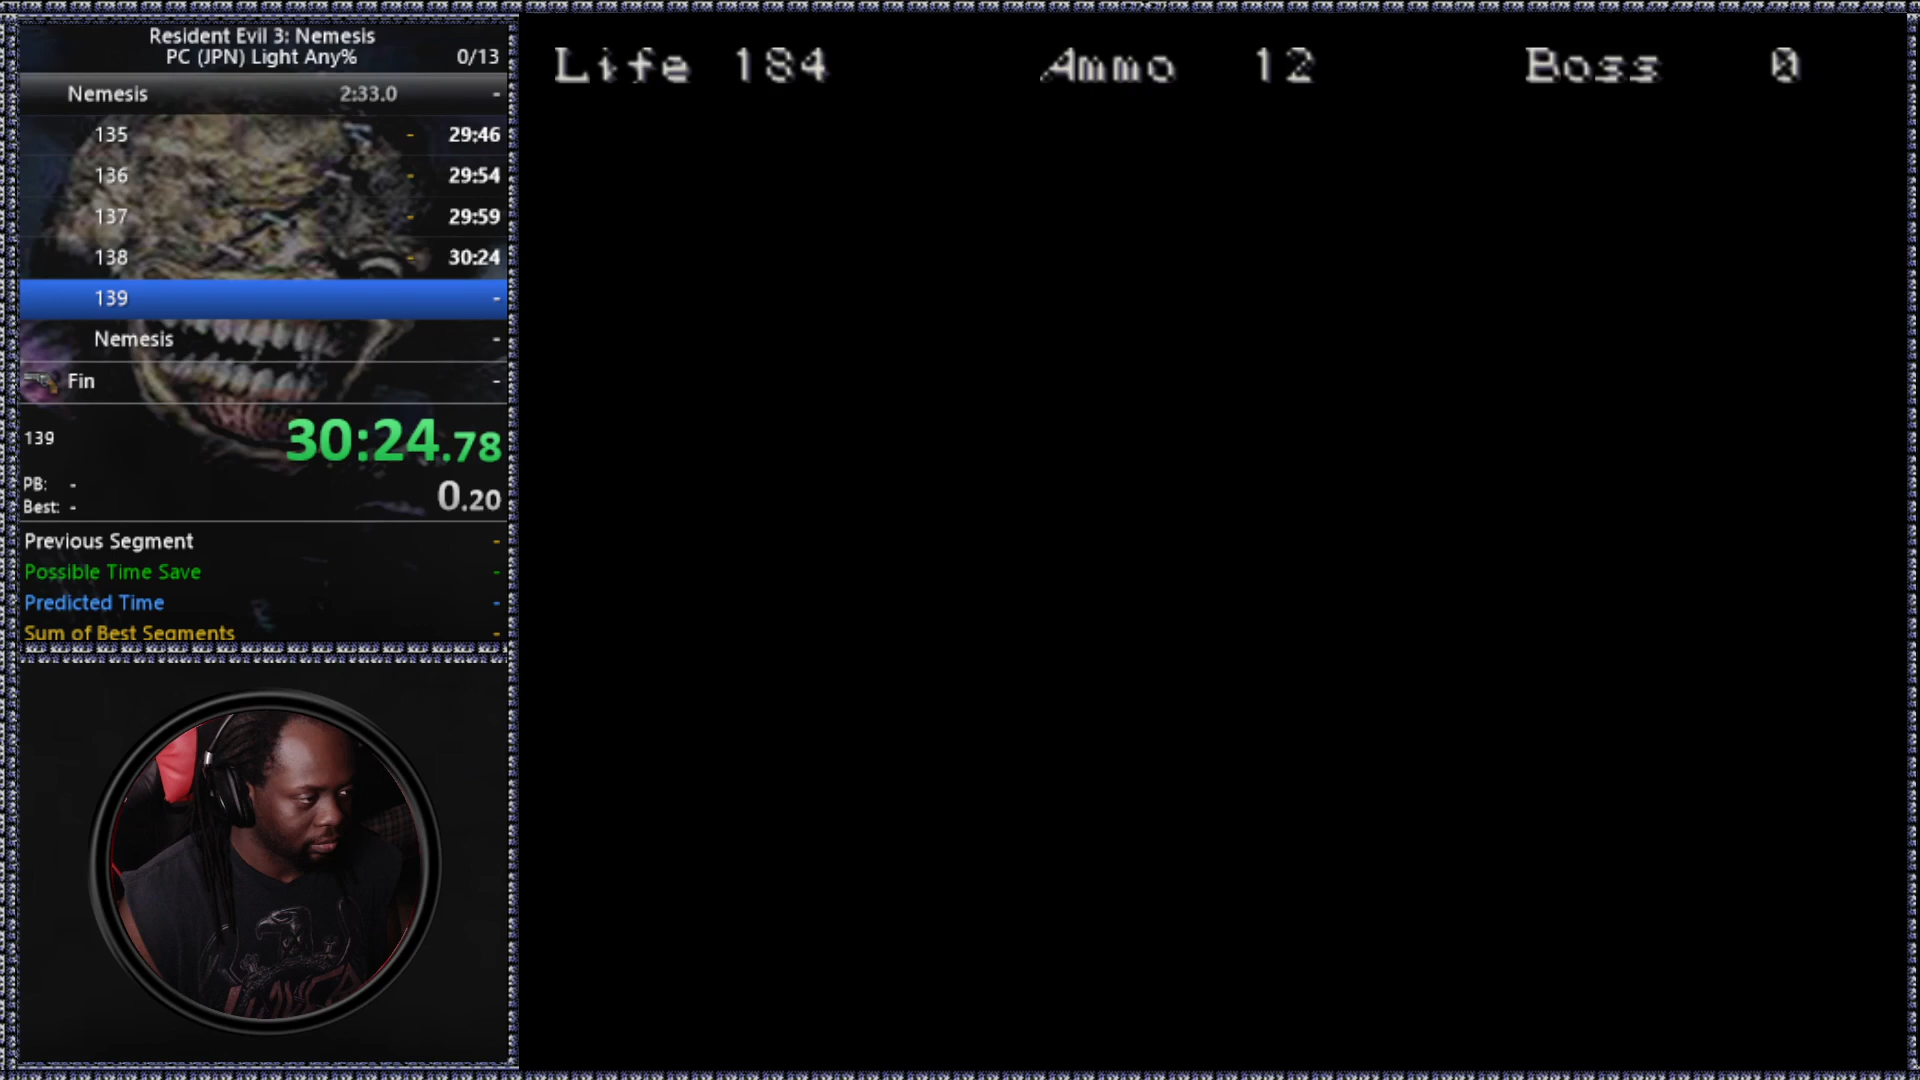 Resident Evil 3: Nemesis
PC (JPN) Light Any% 0/13
Nemesis 2:33.0 -
135 - 29:46
136 - 29:54
137 - 29:59
138 - 30:24
139 -
Nemesis -
Fin -
139 30:24.78
PB: -
Best: - 0.20
Previous Segment -
Possible Time Save -
Predicted Time -
Sum of Best Segments -
Life 184 Ammo 12 Boss 0